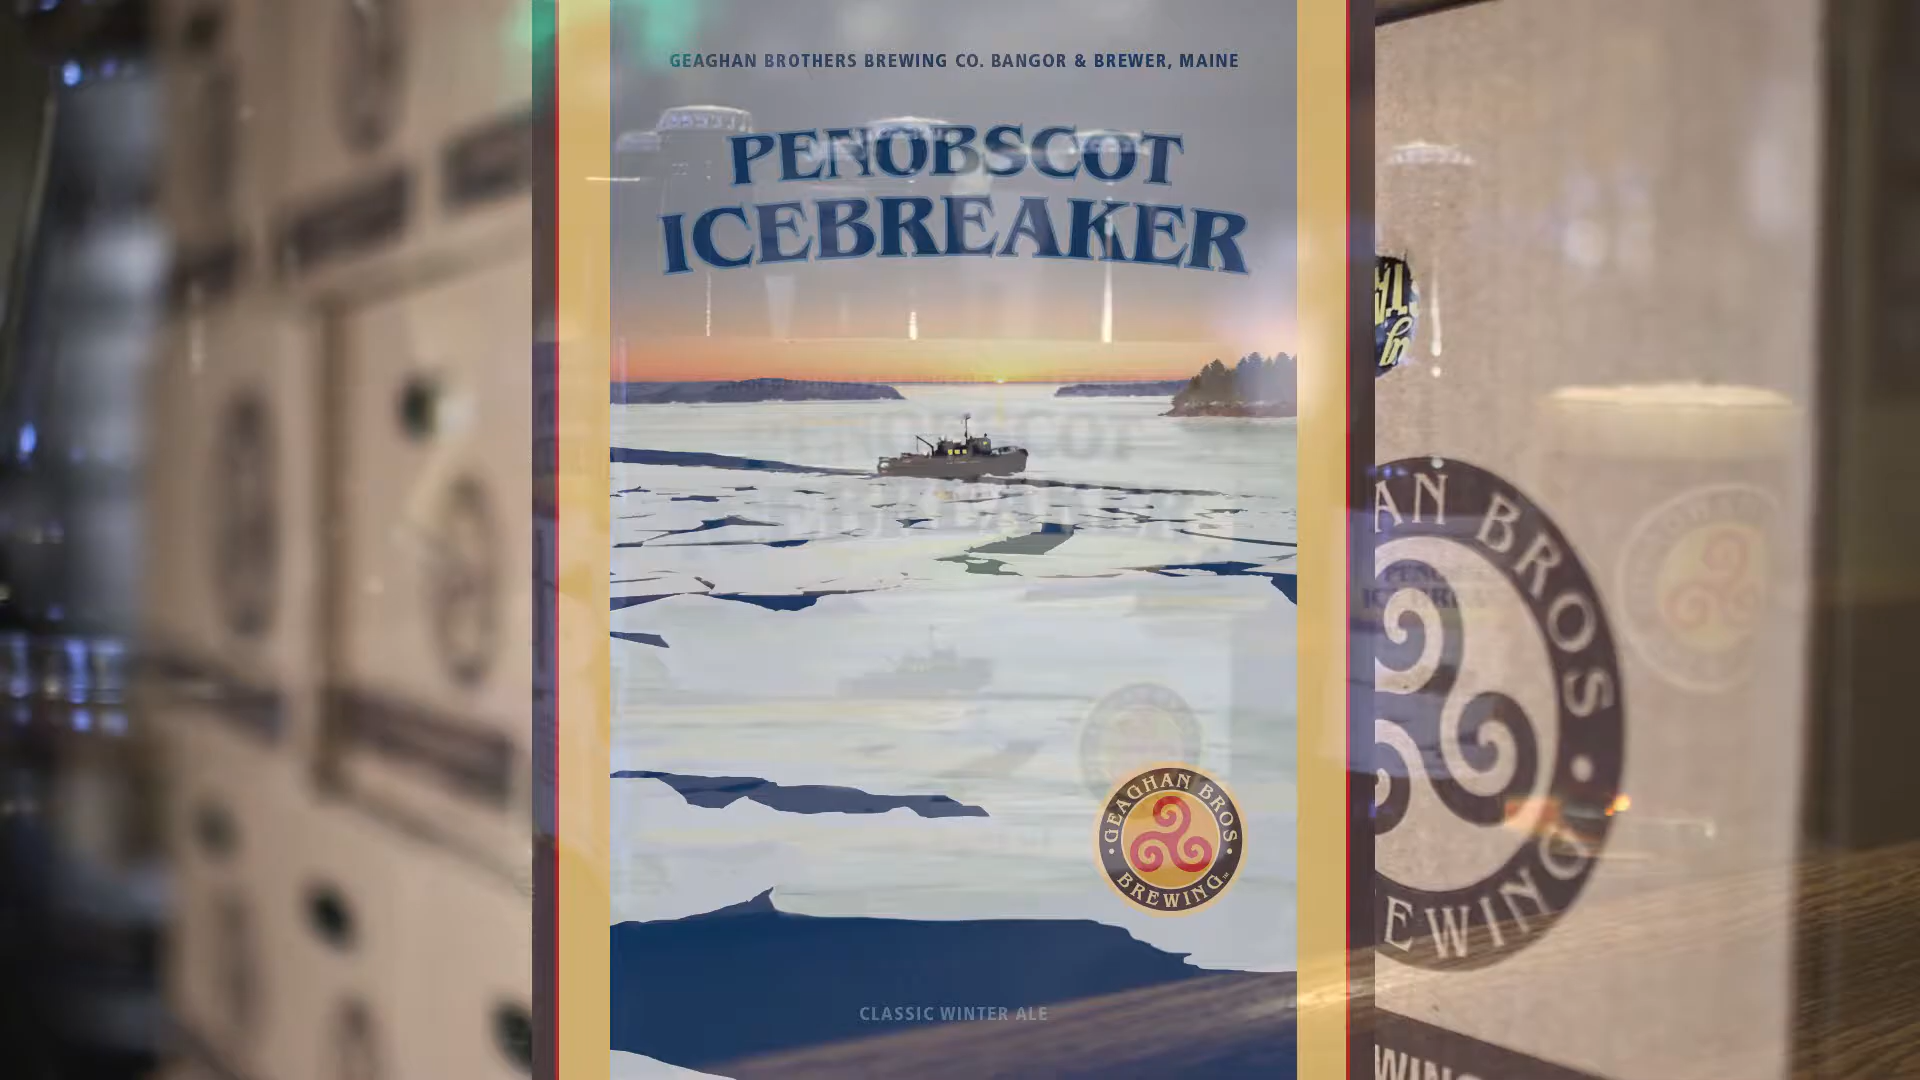 GEAGHAN BROTHERS BREWING CO. BANGOR & BREWER, MAINE
PENOBSCOT
ICEBREAKER
GEAGHAN BROS
• BREWING •
AN BROS •
EWING
CLASSIC WINTER ALE